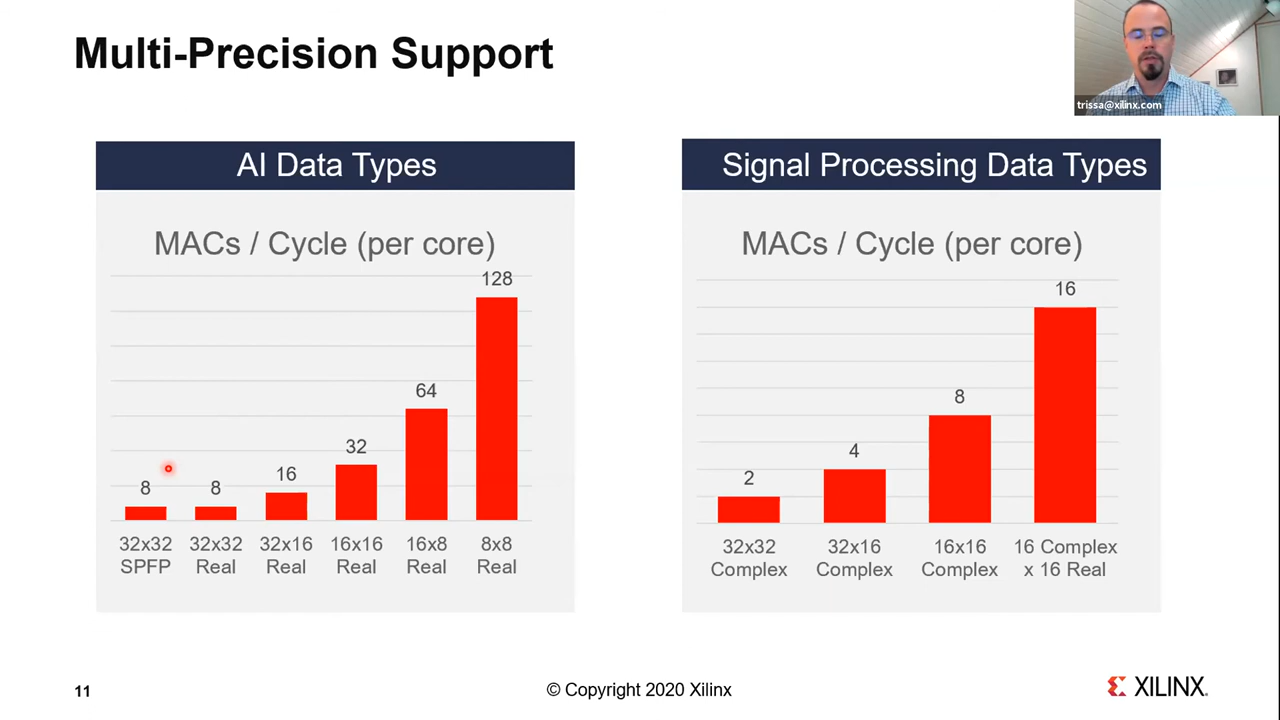 Multi-Precision Support
trissa@xilinx.com
AI Data Types
MACs / Cycle (per core)
128
64
32
16
8
8
32x32 SPFP
32x32 Real
32x16 Real
16x16 Real
16x8 Real
8x8 Real
Signal Processing Data Types
MACs / Cycle (per core)
16
8
4
2
32x32 Complex
32x16 Complex
16x16 Complex
16 Complex x 16 Real
11
© Copyright 2020 Xilinx
XILINX.